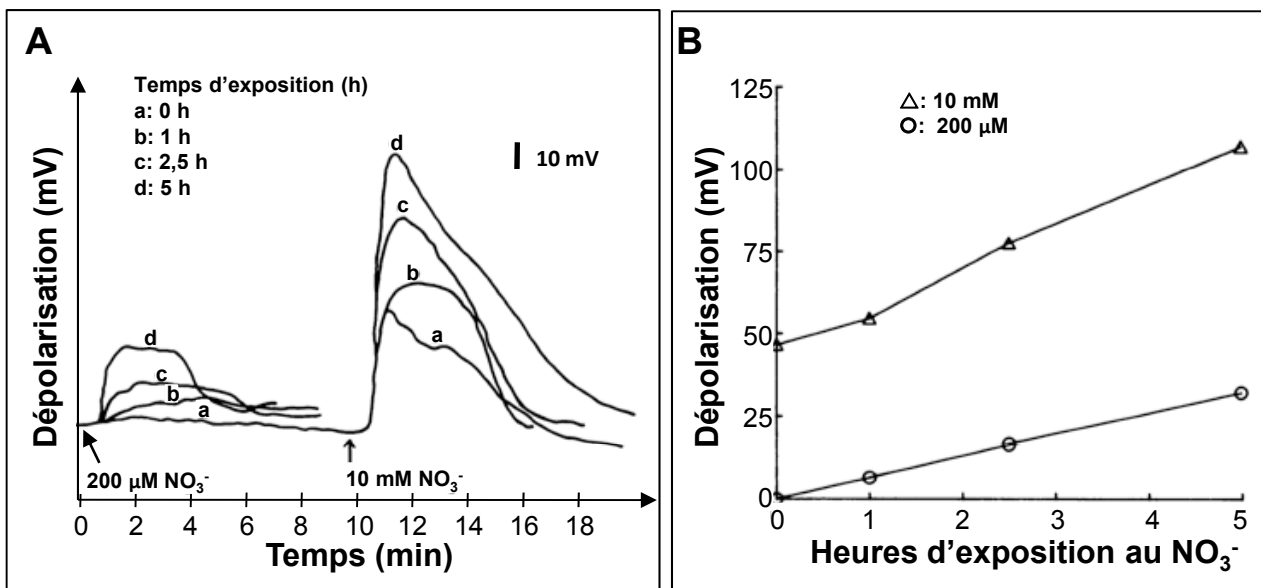 A
Temps d'exposition (h)
a: 0 h
b: 1 h
c: 2,5 h
d: 5 h
10 mV
Dépolarisation (mV)
d
c
b
a
d
c
b
a
200 µM NO₃⁻
10 mM NO₃⁻
0 2 4 6 8 10 12 14 16 18
Temps (min)
B
125
100
75
50
25
0
△: 10 mM
○: 200 µM
Dépolarisation (mV)
0 1 2 3 4 5
Heures d'exposition au NO₃⁻